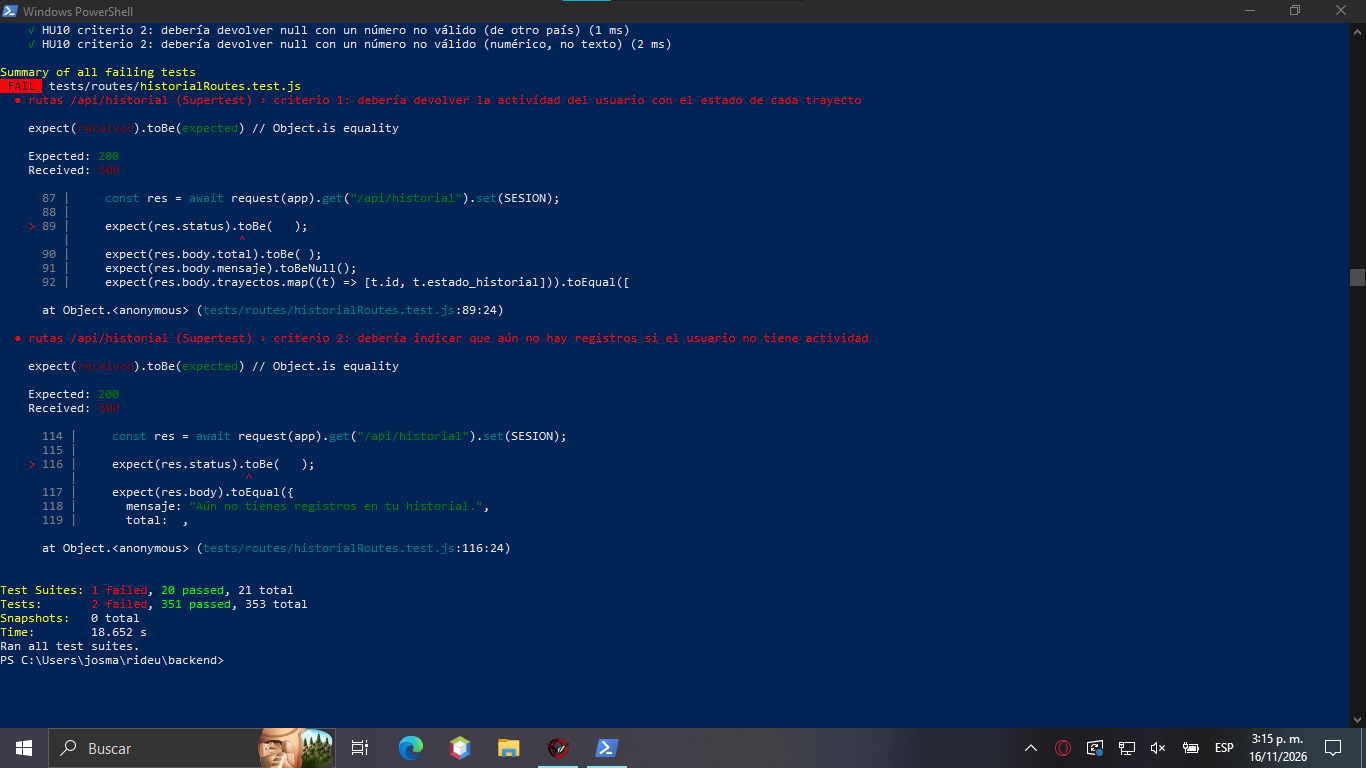 Windows PowerShell
√ HU10 criterio 2: debería devolver null con un número no válido (de otro país) (1 ms)
√ HU10 criterio 2: debería devolver null con un número no válido (numérico, no texto) (2 ms)
Summary of all failing tests
FAIL tests/routes/historialRoutes.test.js
● rutas /api/historial (Supertest) › criterio 1: debería devolver la actividad del usuario con el estado de cada trayecto
expect(received).toBe(expected) // Object.is equality
Expected: 200
Received: 500
87 |     const res = await request(app).get("/api/historial").set(SESION);
88 |
> 89 |     expect(res.status).toBe(   );
|                        ^
90 |     expect(res.body.total).toBe( );
91 |     expect(res.body.mensaje).toBeNull();
92 |     expect(res.body.trayectos.map((t) => [t.id, t.estado_historial])).toEqual([
at Object.<anonymous> (tests/routes/historialRoutes.test.js:89:24)
● rutas /api/historial (Supertest) › criterio 2: debería indicar que aún no hay registros si el usuario no tiene actividad
expect(received).toBe(expected) // Object.is equality
Expected: 200
Received: 500
114 |     const res = await request(app).get("/api/historial").set(SESION);
115 |
> 116 |     expect(res.status).toBe(   );
|                        ^
117 |     expect(res.body).toEqual({
118 |       mensaje: "Aún no tienes registros en tu historial.",
119 |       total:  ,
at Object.<anonymous> (tests/routes/historialRoutes.test.js:116:24)
Test Suites: 1 failed, 20 passed, 21 total
Tests:       2 failed, 351 passed, 353 total
Snapshots:   0 total
Time:        18.652 s
Ran all test suites.
PS C:\Users\josma\rideu\backend>
Buscar
ESP
3:15 p. m.
16/11/2026